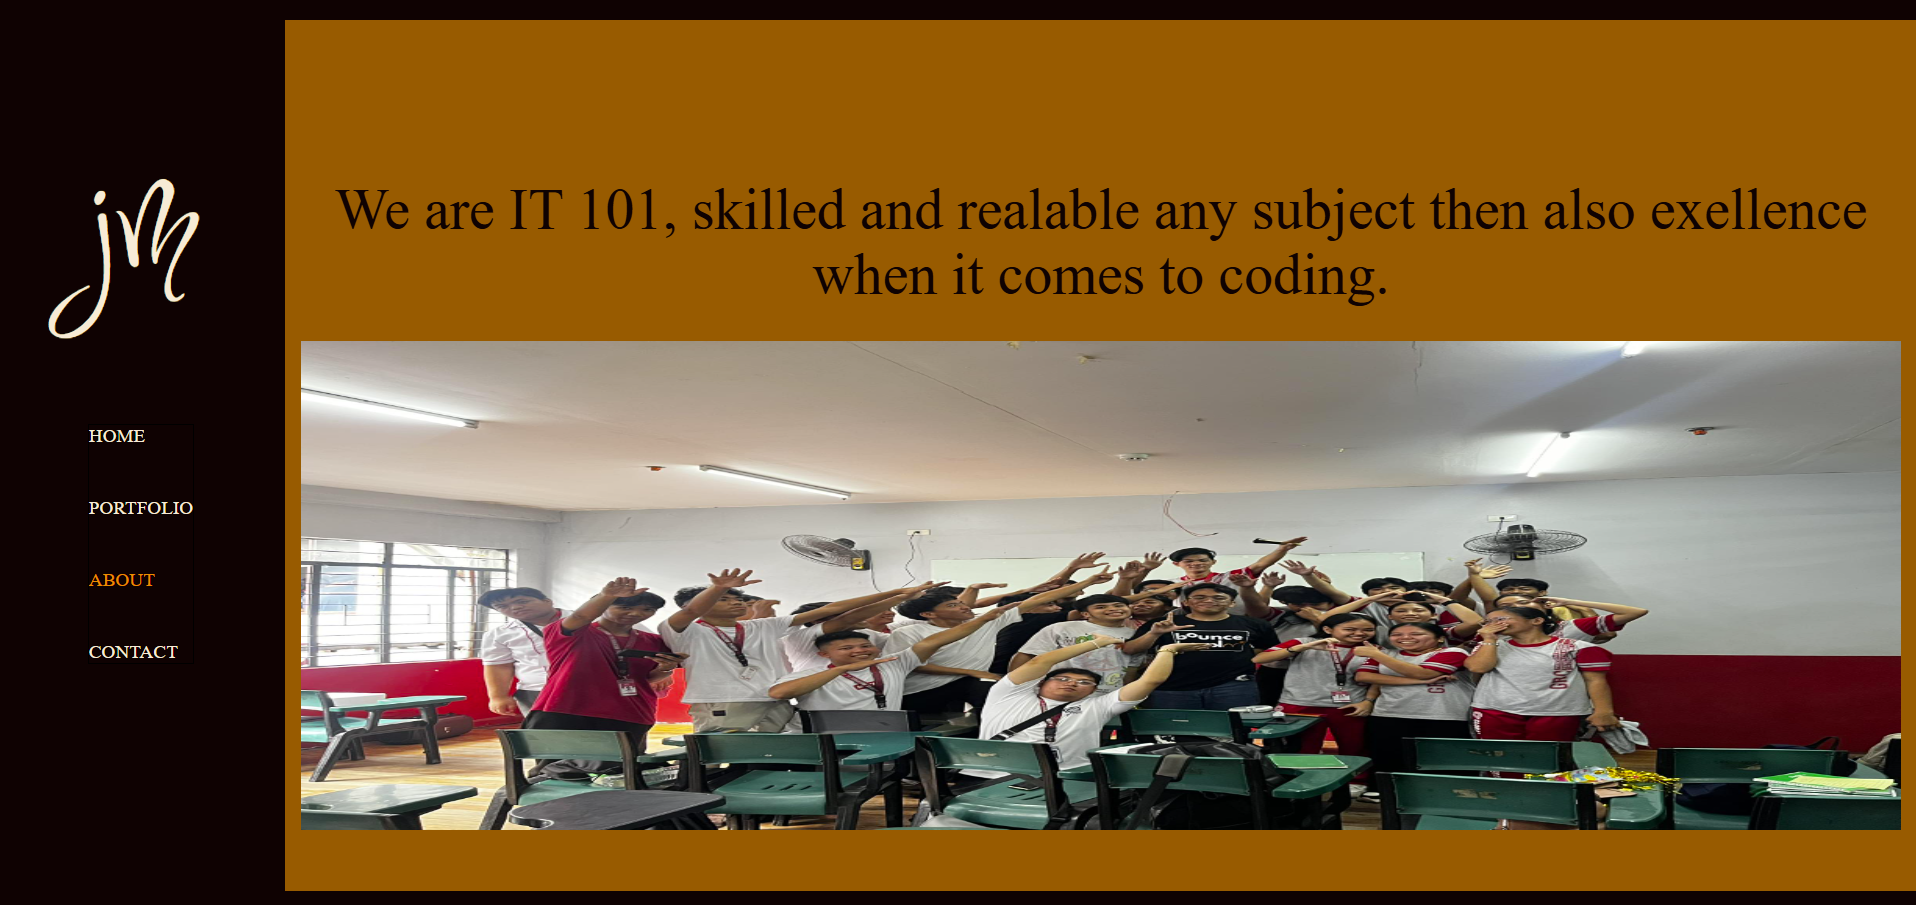 jm
We are IT 101, skilled and realable any subject then also exellence
when it comes to coding.
HOME
PORTFOLIO
ABOUT
CONTACT
bounce